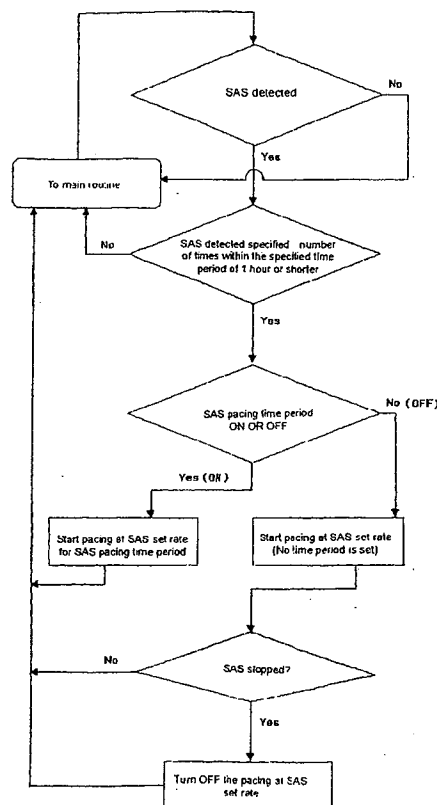 SAS detected
No
Yes
To main routine
No
SAS detected specified number
of times within the specified time
period of 1 hour or shorter
Yes
SAS pacing time period
ON OR OFF
No (OFF)
Yes (ON)
Start pacing at SAS set rate
for SAS pacing time period
Start pacing at SAS set rate
(No time period is set)
No
SAS stopped?
Yes
Turn OFF the pacing at SAS
set rate